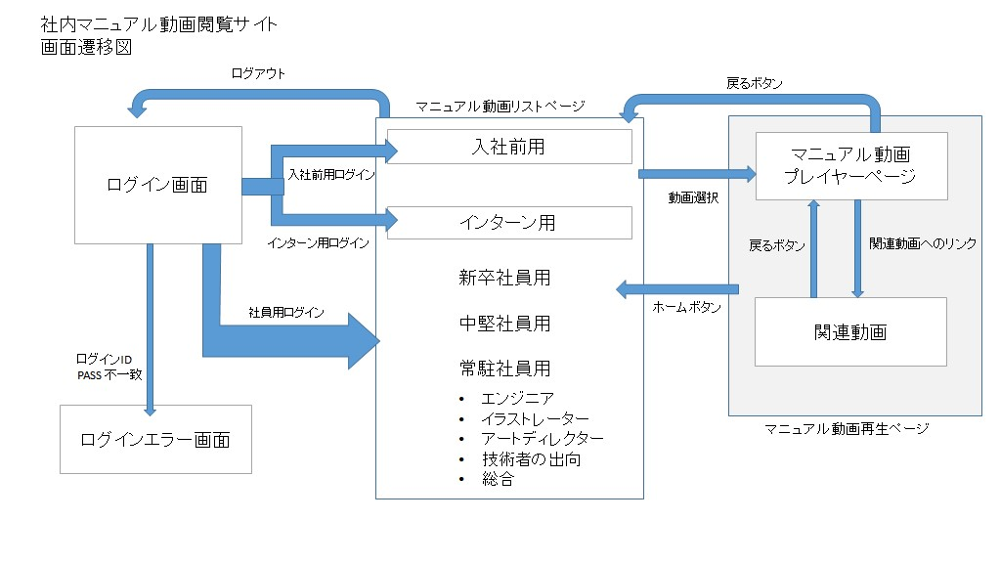 社内マニュアル動画閲覧サイト
画面遷移図
ログアウト
戻るボタン
マニュアル動画リストページ
ログイン画面
入社前用
マニュアル動画
プレイヤーページ
入社前用ログイン
動画選択
インターン用
インターン用ログイン
戻るボタン
関連動画へのリンク
新卒社員用
ホームボタン
社員用ログイン
中堅社員用
関連動画
常駐社員用
ログインID
PASS 不一致
• エンジニア
• イラストレーター
• アートディレクター
• 技術者の出向
• 総合
ログインエラー画面
マニュアル動画再生ページ